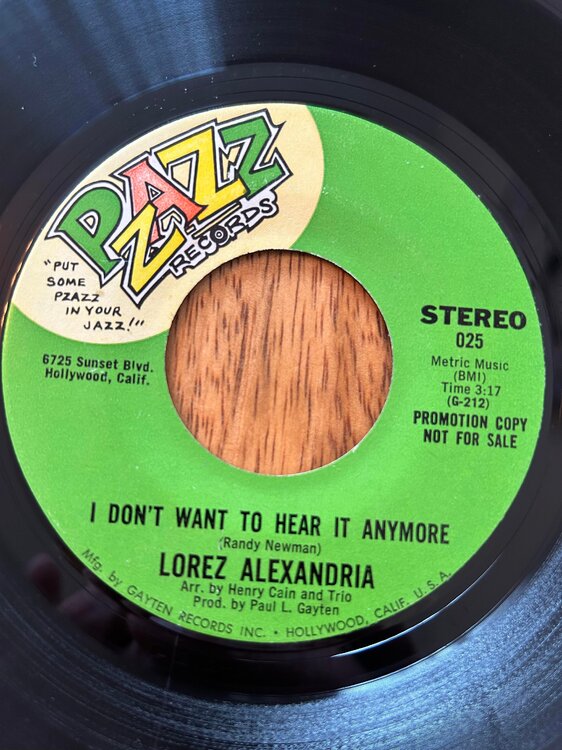 PZAZZ
RECORDS
"PUT
SOME
PZAZZ
IN YOUR
JAZZ!"
6725 Sunset Blvd.
Hollywood, Calif.
STEREO
025
Metric Music
(BMI)
Time 3:17
(G-212)
PROMOTION COPY
NOT FOR SALE
I DON'T WANT TO HEAR IT ANYMORE
(Randy Newman)
LOREZ ALEXANDRIA
Arr. by Henry Cain and Trio
Prod. by Paul L. Gayten
Mfg. by GAYTEN RECORDS INC. • HOLLYWOOD, CALIF. U.S.A.